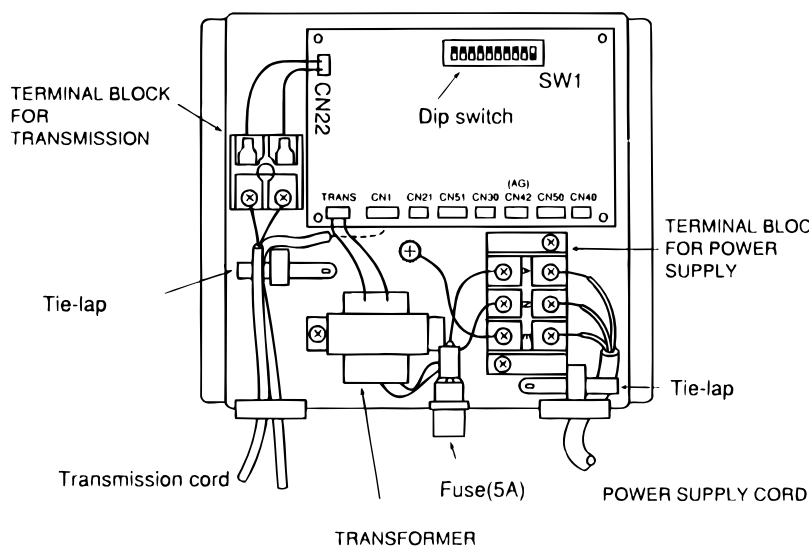 SW1
Dip switch
CN22
TERMINAL BLOCK
FOR
TRANSMISSION
(AG)
TRANS CN1 CN21 CN51 CN30 CN42 CN50 CN40
TERMINAL BLOC
FOR POWER
SUPPLY
A
N
E
Tie-lap
Tie-lap
Transmission cord
Fuse(5A)
POWER SUPPLY CORD
TRANSFORMER